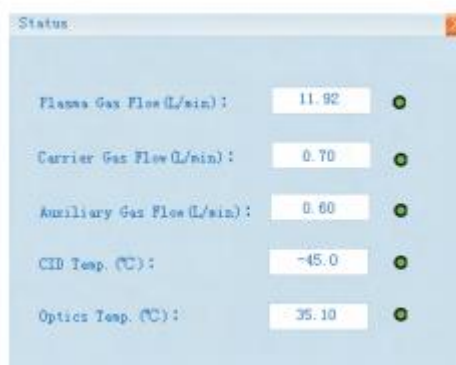 Status
Plasma Gas Flow(L/min): 11.92
Carrier Gas Flow(L/min): 0.70
Auxiliary Gas Flow(L/min): 0.60
CID Temp.(℃): -45.0
Optics Temp.(℃): 35.10